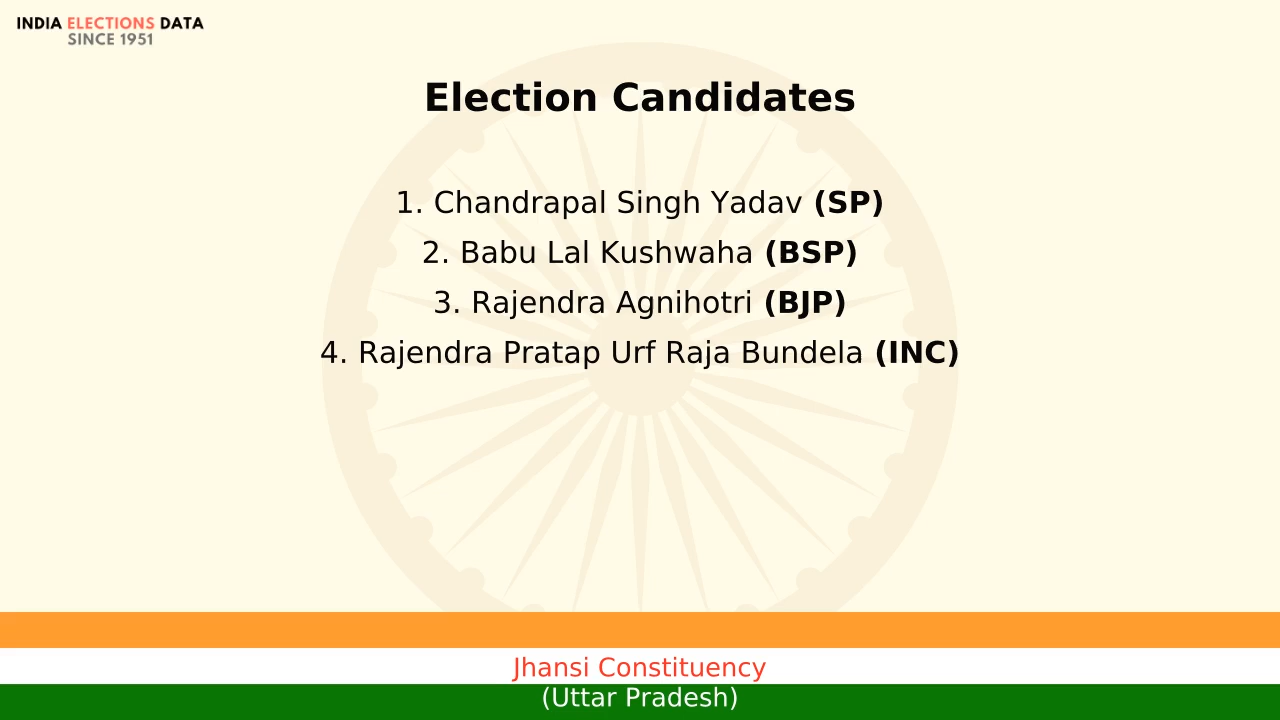 INDIA ELECTIONS DATA
SINCE 1951
Election Candidates
1. Chandrapal Singh Yadav (SP)
2. Babu Lal Kushwaha (BSP)
3. Rajendra Agnihotri (BJP)
4. Rajendra Pratap Urf Raja Bundela (INC)
Jhansi Constituency
(Uttar Pradesh)